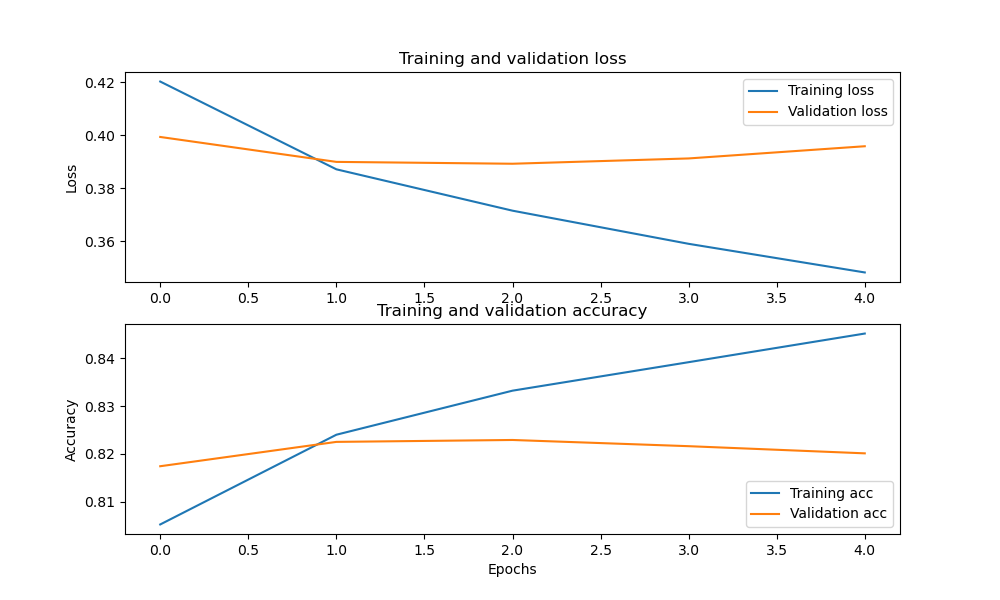 Training and validation loss
0.42
0.40
0.38
0.36
Loss
Training loss
Validation loss
0.0 0.5 1.0 1.5 2.0 2.5 3.0 3.5 4.0
Training and validation accuracy
0.84
0.83
0.82
0.81
Accuracy
Training acc
Validation acc
0.0 0.5 1.0 1.5 2.0 2.5 3.0 3.5 4.0
Epochs